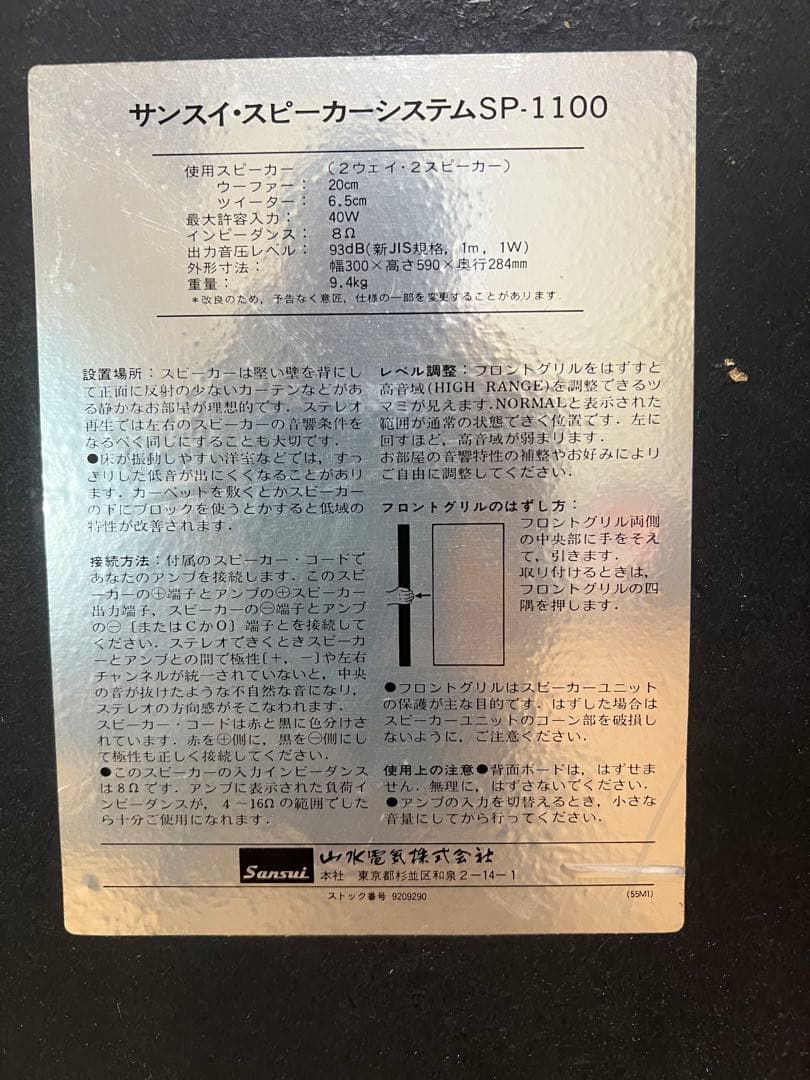 サンスイ・スピーカーシステムSP-1100
使用スピーカー (2ウェイ・2スピーカー)
ウーファー: 20cm
ツイーター: 6.5cm
最大許容入力: 40W
インピーダンス: 8Ω
出力音圧レベル: 93dB(新JIS規格, 1m, 1W)
外形寸法: 幅300×高さ590×奥行284mm
重量: 9.4kg
*改良のため, 予告なく意匠, 仕様の一部を変更することがあります.
設置場所:スピーカーは堅い壁を背にし
て正面に反射の少ないカーテンなどがあ
る静かなお部屋が理想的です. ステレオ
再生では左右のスピーカーの音響条件を
なるべく同じにすることも大切です.
●床が振動しやすい洋室などでは, すっ
きりした低音が出にくくなることがあり
ます. カーペットを敷くとかスピーカー
の下にブロックを使うとかすると低域の
特性が改善されます.
接続方法:付属のスピーカー・コードで
あなたのアンプを接続します. このスピ
ーカーの⊕端子とアンプの⊕スピーカー
出力端子, スピーカーの⊖端子とアンプ
の⊖〔またはCかO〕端子とを接続して
ください. ステレオできくときスピーカ
ーとアンプとの間で極性〔+, −〕や左右
チャンネルが統一されていないと, 中央
の音が抜けたような不自然な音になり,
ステレオの方向感がそこなわれます.
スピーカー・コードは赤と黒に色分けさ
れています. 赤を⊕側に, 黒を⊖側にし
て極性も正しく接続してください.
●このスピーカーの入力インピーダンス
は8Ωです. アンプに表示された負荷イ
ンピーダンスが, 4〜16Ωの範囲でした
ら十分ご使用になれます.
レベル調整:フロントグリルをはずすと
高音域(HIGH RANGE)を調整できるツ
マミが見えます.NORMALと表示された
範囲が通常の状態できく位置です. 左に
回すほど, 高音域が弱まります.
お部屋の音響特性の補整やお好みにより
ご自由に調整してください.
フロントグリルのはずし方:
フロントグリル両側
の中央部に手をそえ
て, 引きます.
取り付けるときは,
フロントグリルの四
隅を押します.
●フロントグリルはスピーカーユニット
の保護が主な目的です. はずした場合は
スピーカーユニットのコーン部を破損し
ないように, ご注意ください.
使用上の注意●背面ボードは, はずせま
せん. 無理に, はずさないでください.
●アンプの入力を切替えるとき, 小さな
音量にしてから行ってください.
Sansui 山水電気株式会社
本社 東京都杉並区和泉2-14-1
ストック番号 9209290 (55M1)